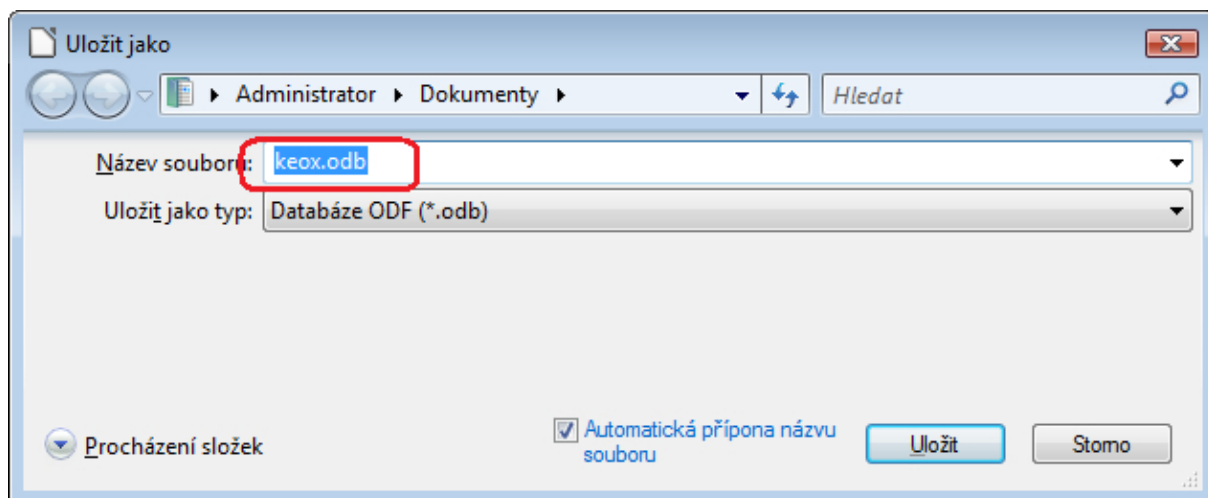 Uložit jako
Administrator Dokumenty
Hledat
Název souboru: keox.odb
Uložit jako typ: Databáze ODF (*.odb)
Procházení složek
Automatická přípona názvu
souboru
Uložit
Storno